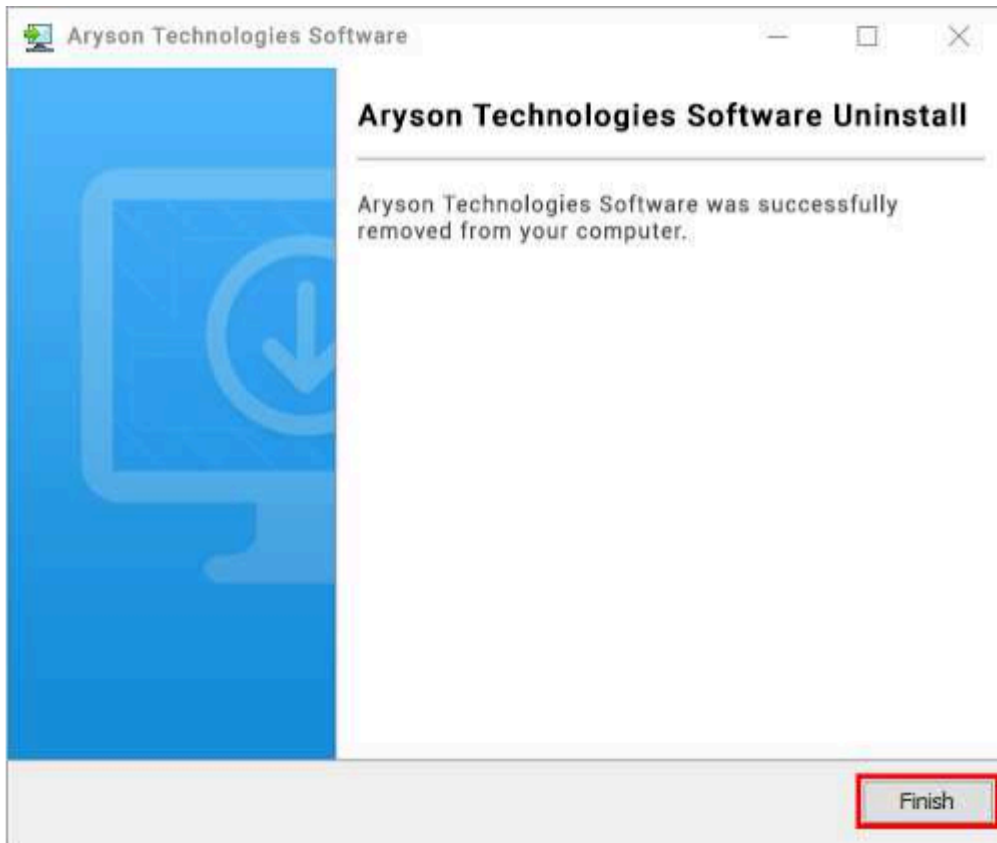 Aryson Technologies Software
Aryson Technologies Software Uninstall
Aryson Technologies Software was successfully
removed from your computer.
Finish